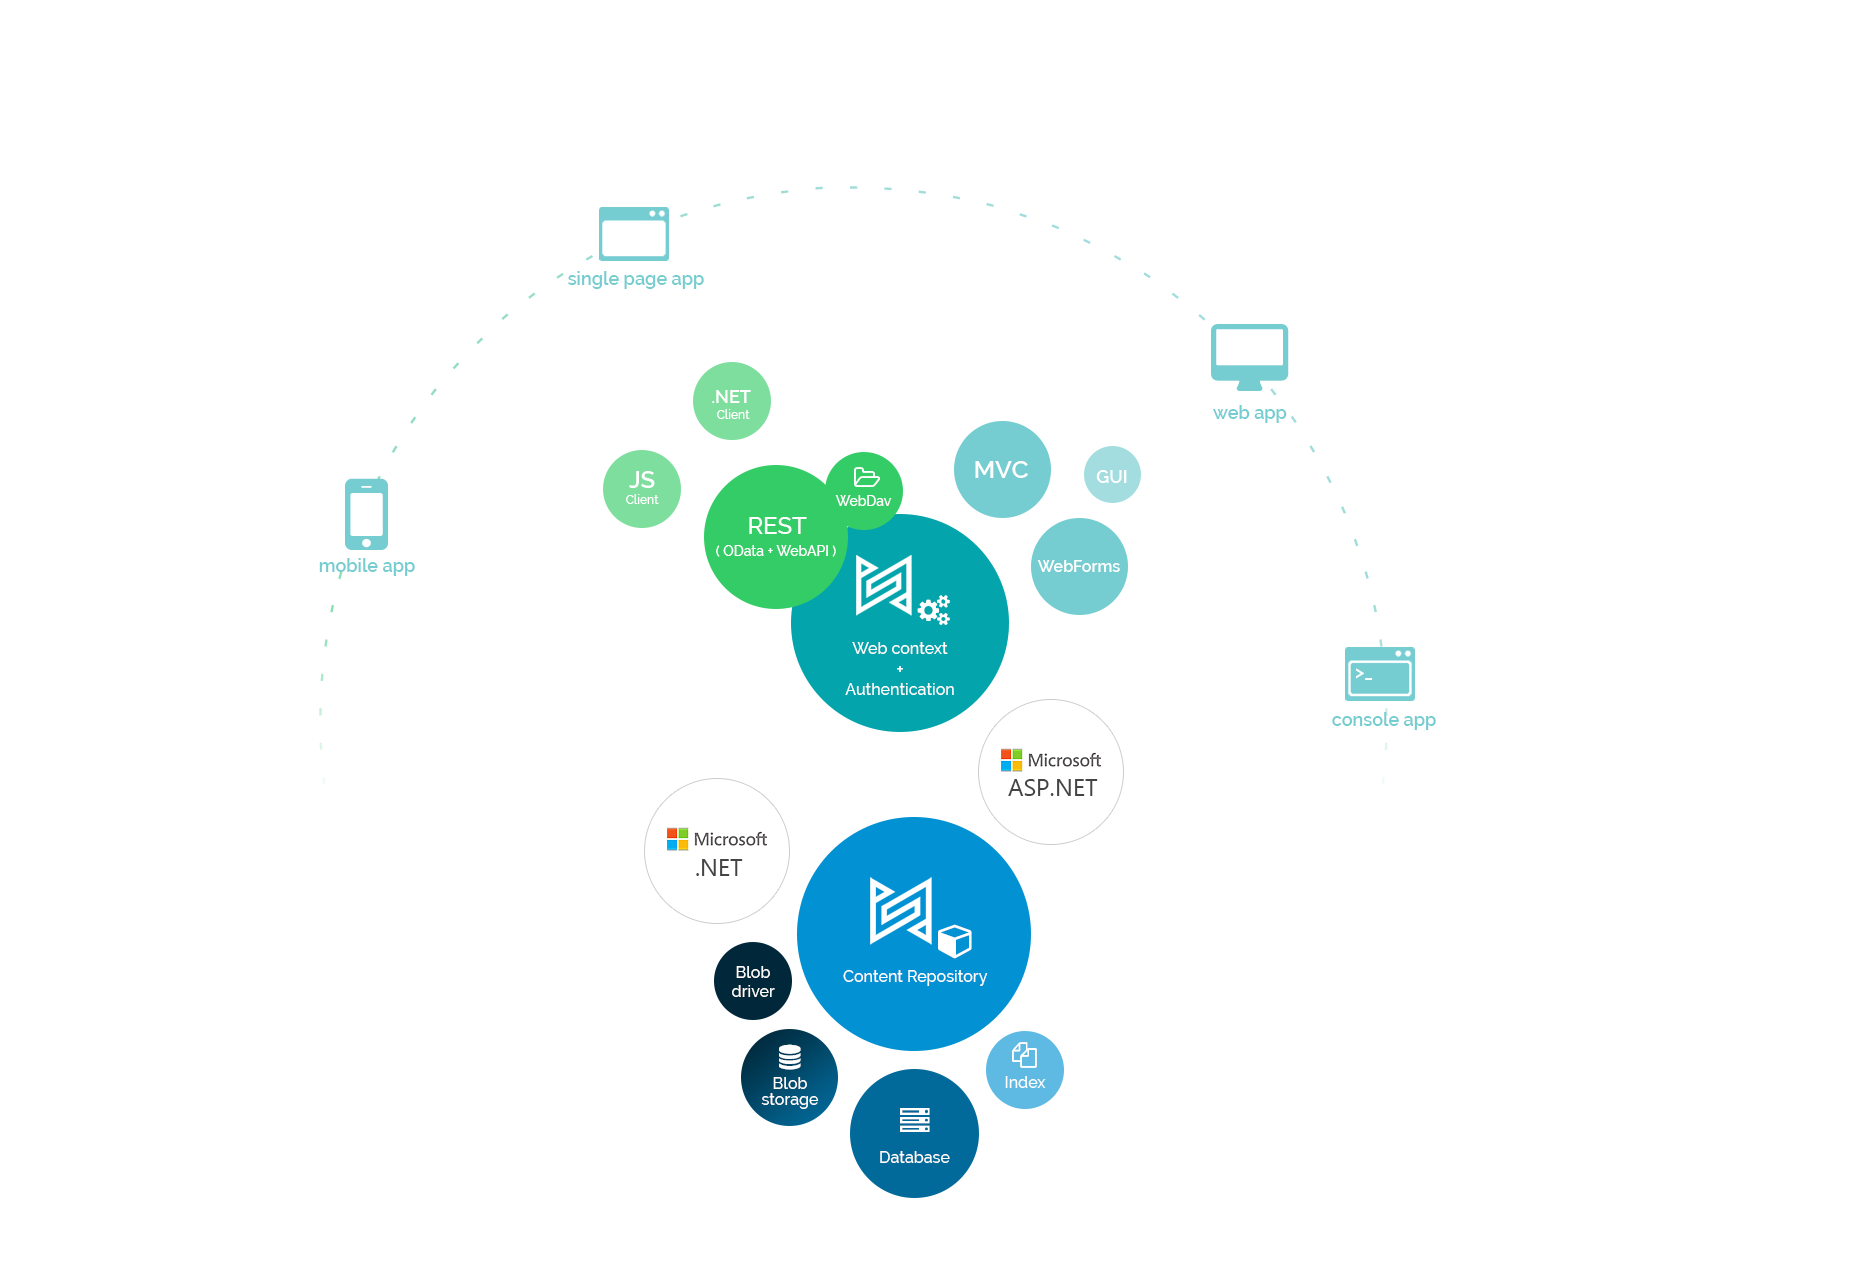 single page app
web app
.NET
Client
MVC
GUI
JS
Client
WebDav
REST
( OData + WebAPI )
WebForms
mobile app
Web context
+
Authentication
>_
console app
Microsoft
ASP.NET
Microsoft
.NET
Content Repository
Blob
driver
Blob
storage
Index
Database